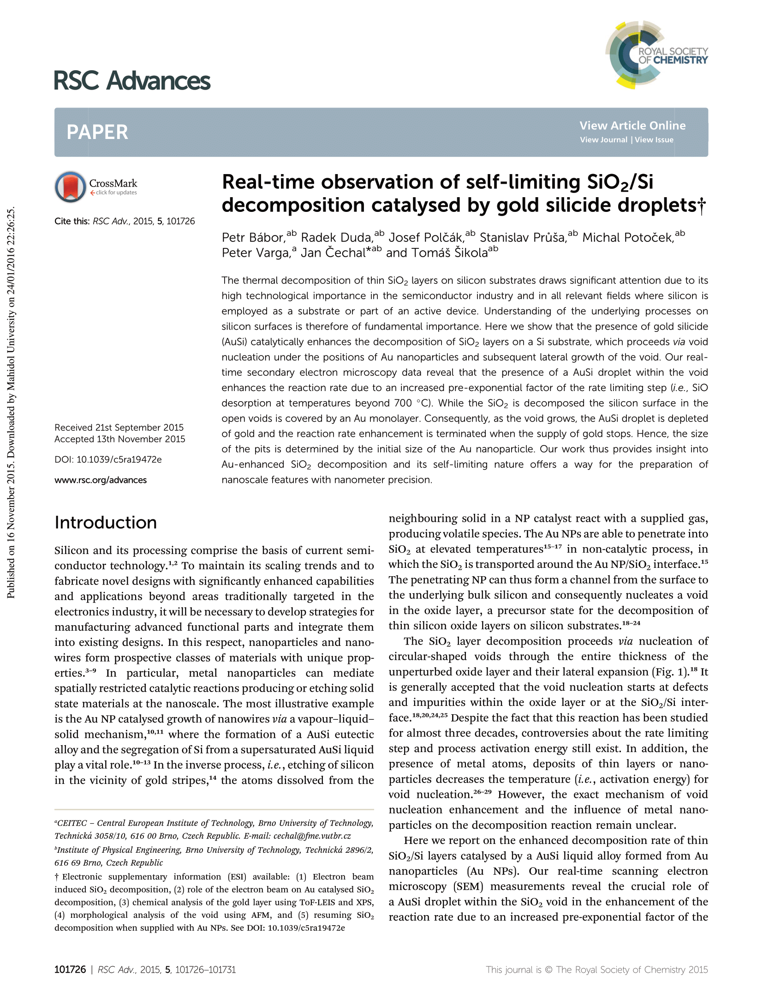 ROYAL SOCIETY
OF CHEMISTRY
RSC Advances
PAPER
View Article Online
View Journal | View Issue
CrossMark
click for updates
Cite this: RSC Adv., 2015, 5, 101726
Received 21st September 2015
Accepted 13th November 2015
DOI: 10.1039/c5ra19472e
www.rsc.org/advances
Real-time observation of self-limiting SiO₂/Si
decomposition catalysed by gold silicide droplets†
Petr Bábor,ᵃᵇ Radek Duda,ᵃᵇ Josef Polčák,ᵃᵇ Stanislav Průša,ᵃᵇ Michal Potoček,ᵃᵇ
Peter Varga,ᵃ Jan Čechal*ᵃᵇ and Tomáš Šikolaᵃᵇ
The thermal decomposition of thin SiO₂ layers on silicon substrates draws significant attention due to its
high technological importance in the semiconductor industry and in all relevant fields where silicon is
employed as a substrate or part of an active device. Understanding of the underlying processes on
silicon surfaces is therefore of fundamental importance. Here we show that the presence of gold silicide
(AuSi) catalytically enhances the decomposition of SiO₂ layers on a Si substrate, which proceeds via void
nucleation under the positions of Au nanoparticles and subsequent lateral growth of the void. Our real-
time secondary electron microscopy data reveal that the presence of a AuSi droplet within the void
enhances the reaction rate due to an increased pre-exponential factor of the rate limiting step (i.e., SiO
desorption at temperatures beyond 700 °C). While the SiO₂ is decomposed the silicon surface in the
open voids is covered by an Au monolayer. Consequently, as the void grows, the AuSi droplet is depleted
of gold and the reaction rate enhancement is terminated when the supply of gold stops. Hence, the size
of the pits is determined by the initial size of the Au nanoparticle. Our work thus provides insight into
Au-enhanced SiO₂ decomposition and its self-limiting nature offers a way for the preparation of
nanoscale features with nanometer precision.
Introduction
Silicon and its processing comprise the basis of current semi-
conductor technology.¹,² To maintain its scaling trends and to
fabricate novel designs with significantly enhanced capabilities
and applications beyond areas traditionally targeted in the
electronics industry, it will be necessary to develop strategies for
manufacturing advanced functional parts and integrate them
into existing designs. In this respect, nanoparticles and nano-
wires form prospective classes of materials with unique prop-
erties.³⁻⁹ In particular, metal nanoparticles can mediate
spatially restricted catalytic reactions producing or etching solid
state materials at the nanoscale. The most illustrative example
is the Au NP catalysed growth of nanowires via a vapour–liquid–
solid mechanism,¹⁰,¹¹ where the formation of a AuSi eutectic
alloy and the segregation of Si from a supersaturated AuSi liquid
play a vital role.¹⁰⁻¹³ In the inverse process, i.e., etching of silicon
in the vicinity of gold stripes,¹⁴ the atoms dissolved from the
ᵃCEITEC – Central European Institute of Technology, Brno University of Technology,
Technická 3058/10, 616 00 Brno, Czech Republic. E-mail: cechal@fme.vutbr.cz
ᵇInstitute of Physical Engineering, Brno University of Technology, Technická 2896/2,
616 69 Brno, Czech Republic
† Electronic supplementary information (ESI) available: (1) Electron beam
induced SiO₂ decomposition, (2) role of the electron beam on Au catalysed SiO₂
decomposition, (3) chemical analysis of the gold layer using ToF-LEIS and XPS,
(4) morphological analysis of the void using AFM, and (5) resuming SiO₂
decomposition when supplied with Au NPs. See DOI: 10.1039/c5ra19472e
neighbouring solid in a NP catalyst react with a supplied gas,
producing volatile species. The Au NPs are able to penetrate into
SiO₂ at elevated temperatures¹⁵⁻¹⁷ in non-catalytic process, in
which the SiO₂ is transported around the Au NP/SiO₂ interface.¹⁵
The penetrating NP can thus form a channel from the surface to
the underlying bulk silicon and consequently nucleates a void
in the oxide layer, a precursor state for the decomposition of
thin silicon oxide layers on silicon substrates.¹⁸⁻²⁴
The SiO₂ layer decomposition proceeds via nucleation of
circular-shaped voids through the entire thickness of the
unperturbed oxide layer and their lateral expansion (Fig. 1).¹⁸ It
is generally accepted that the void nucleation starts at defects
and impurities within the oxide layer or at the SiO₂/Si inter-
face.¹⁸,²⁰,²⁴,²⁵ Despite the fact that this reaction has been studied
for almost three decades, controversies about the rate limiting
step and process activation energy still exist. In addition, the
presence of metal atoms, deposits of thin layers or nano-
particles decreases the temperature (i.e., activation energy) for
void nucleation.²⁶⁻²⁹ However, the exact mechanism of void
nucleation enhancement and the influence of metal nano-
particles on the decomposition reaction remain unclear.
Here we report on the enhanced decomposition rate of thin
SiO₂/Si layers catalysed by a AuSi liquid alloy formed from Au
nanoparticles (Au NPs). Our real-time scanning electron
microscopy (SEM) measurements reveal the crucial role of
a AuSi droplet within the SiO₂ void in the enhancement of the
reaction rate due to an increased pre-exponential factor of the
101726 | RSC Adv., 2015, 5, 101726–101731
This journal is © The Royal Society of Chemistry 2015
Published on 16 November 2015. Downloaded by Mahidol University on 24/01/2016 22:26:25.